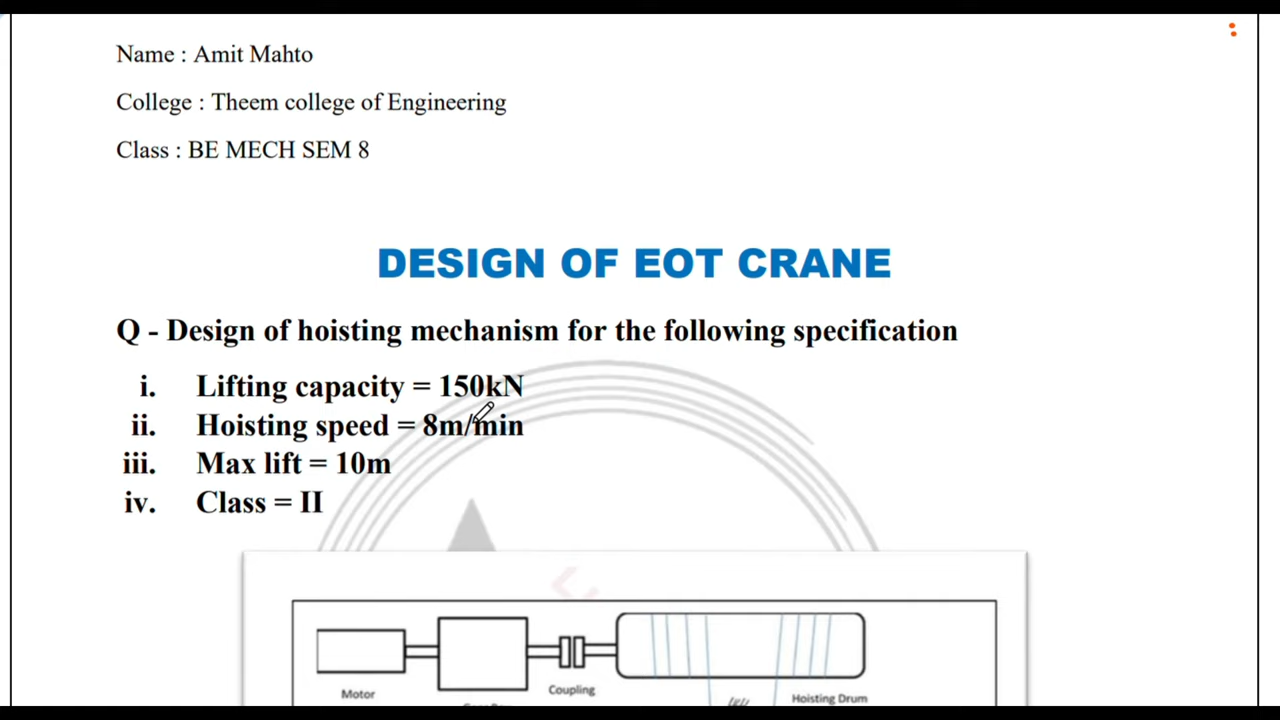 Name : Amit Mahto
College : Theem college of Engineering
Class : BE MECH SEM 8
DESIGN OF EOT CRANE
Q - Design of hoisting mechanism for the following specification
i. Lifting capacity = 150kN
ii. Hoisting speed = 8m/min
iii. Max lift = 10m
iv. Class = II
Coupling
Motor
Hoisting Drum